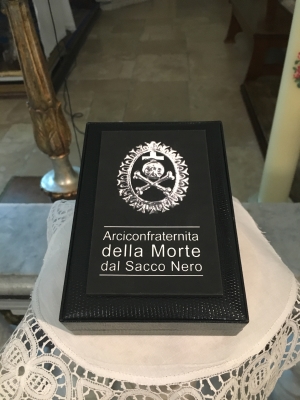 Arciconfraternita
della Morte
dal Sacco Nero